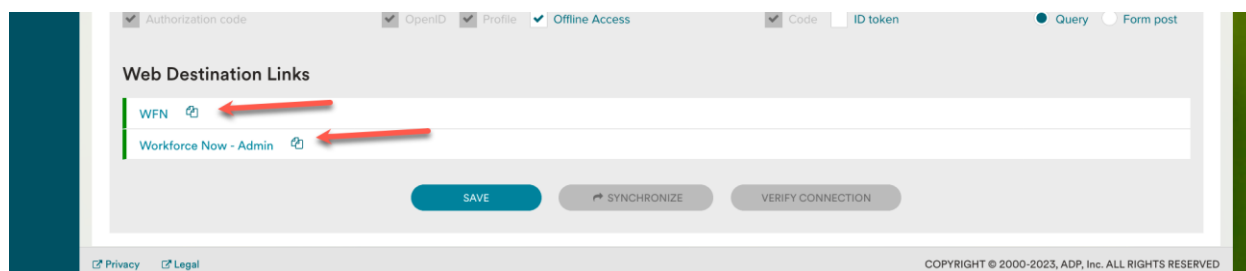 Authorization code OpenID Profile Offline Access Code ID token Query Form post
Web Destination Links
WFN
Workforce Now - Admin
SAVE SYNCHRONIZE VERIFY CONNECTION
Privacy Legal COPYRIGHT © 2000-2023, ADP, Inc. ALL RIGHTS RESERVED